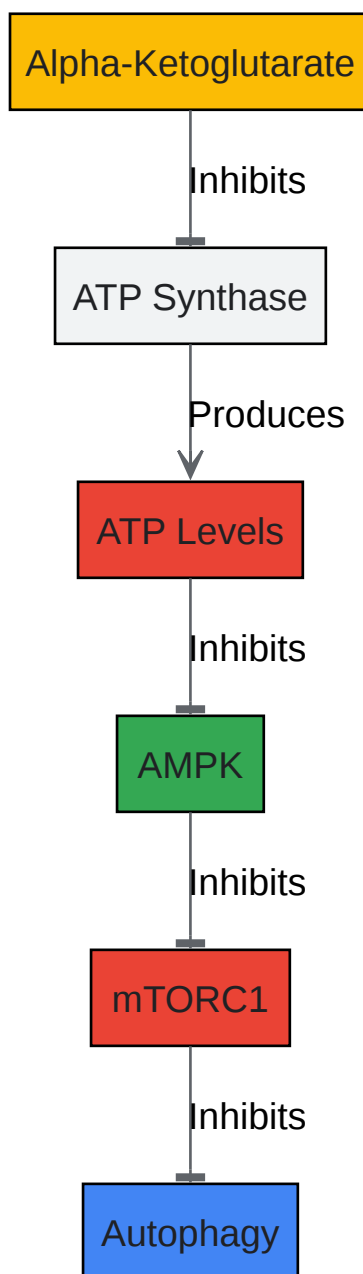 Alpha-Ketoglutarate
Inhibits
ATP Synthase
Produces
ATP Levels
Inhibits
AMPK
Inhibits
mTORC1
Inhibits
Autophagy